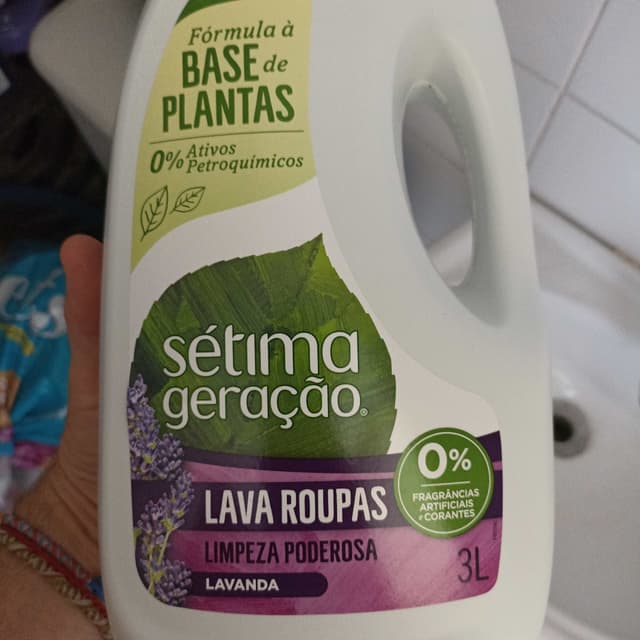 Fórmula à
BASE de
PLANTAS
0% Ativos
Petroquímicos
sétima
geração®
0%
FRAGRÂNCIAS
ARTIFICIAIS
e CORANTES
LAVA ROUPAS
LIMPEZA PODEROSA
LAVANDA
3L